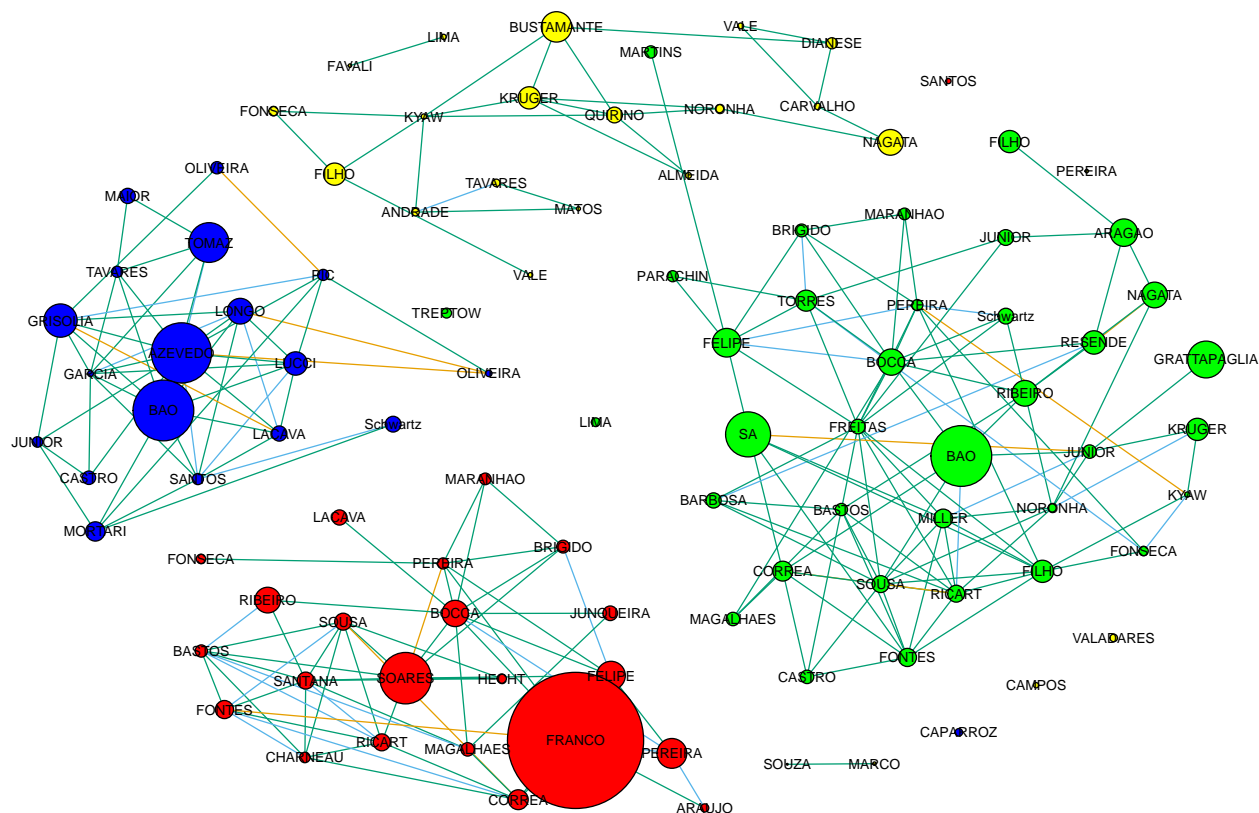 BUSTAMANTE
VALE
LIMA
DIANESE
MARTINS
FAVALI
SANTOS
KRUGER
FONSECA
KYAW
QUIRINO
NORONHA
CARVALHO
NAGATA
FILHO
OLIVEIRA
FILHO
ALMEIDA
PEREIRA
TAVARES
MAIOR
ANDRADE
MATOS
MARANHAO
BRIGIDO
ARAGAO
JUNIOR
TOMAZ
TAVARES
PIC
VALE
PARACHIN
NAGATA
TORRES
PEREIRA
LONGO
TREPTOW
Schwartz
GRISOLIA
FELIPE
RESENDE
AZEVEDO
GRATTAPAGLIA
LUCCI
BOCCA
GARCIA
OLIVEIRA
RIBEIRO
BAO
LIMA
Schwartz
FREITAS
KRUGER
LACAVA
SA
JUNIOR
JUNIOR
BAO
CASTRO
SANTOS
MARANHAO
KYAW
BARBOSA
NORONHA
BASTOS
LACAVA
MILLER
MORTARI
BRIGIDO
FONSECA
FONSECA
PEREIRA
CORREA
FILHO
SOUSA
RICART
RIBEIRO
BOCCA
JUNQUEIRA
SOUSA
MAGALHAES
VALADARES
BASTOS
FONTES
SANTANA
SOARES
HECHT
FELIPE
CASTRO
CAMPOS
FONTES
CAPARROZ
RICART
FRANCO
MAGALHAES
PEREIRA
CHARNEAU
SOUZA
MARCO
CORREA
ARAUJO